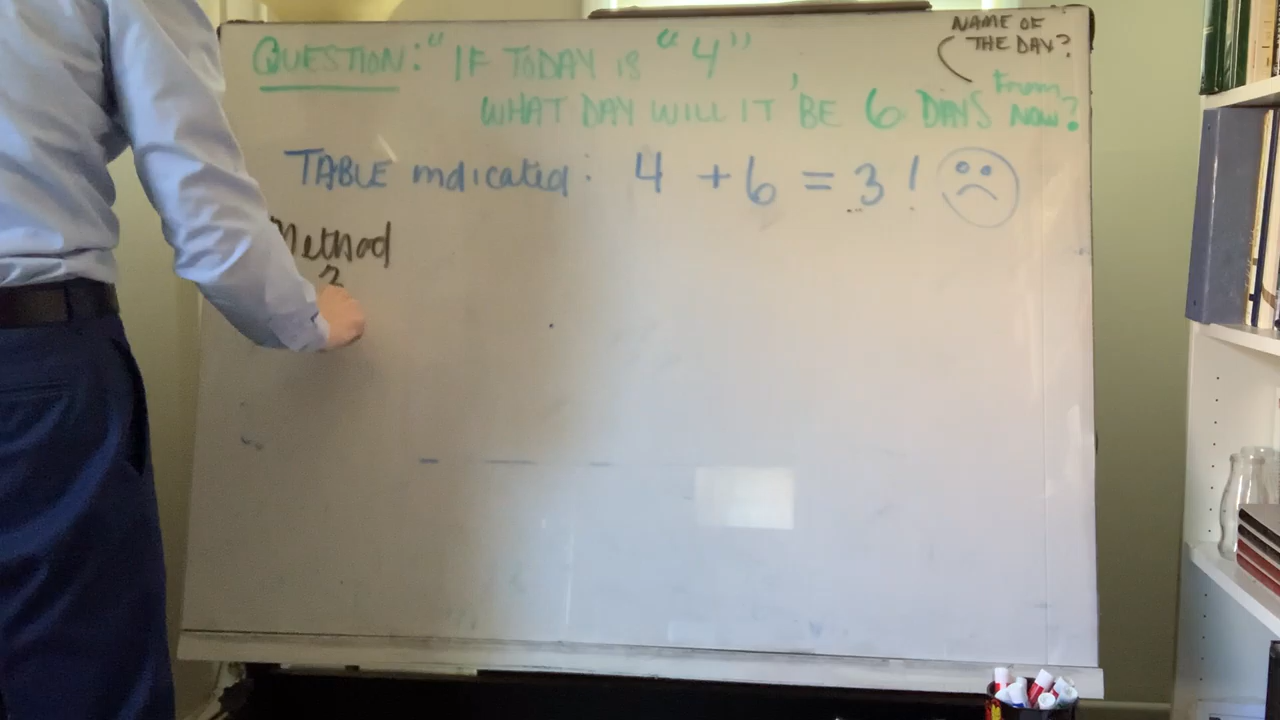 QUESTION: "IF TODAY IS "4",
NAME OF
THE DAY?
WHAT DAY WILL IT BE 6 DAYS From Now?
TABLE indicated: 4 + 6 = 3!
Method
2